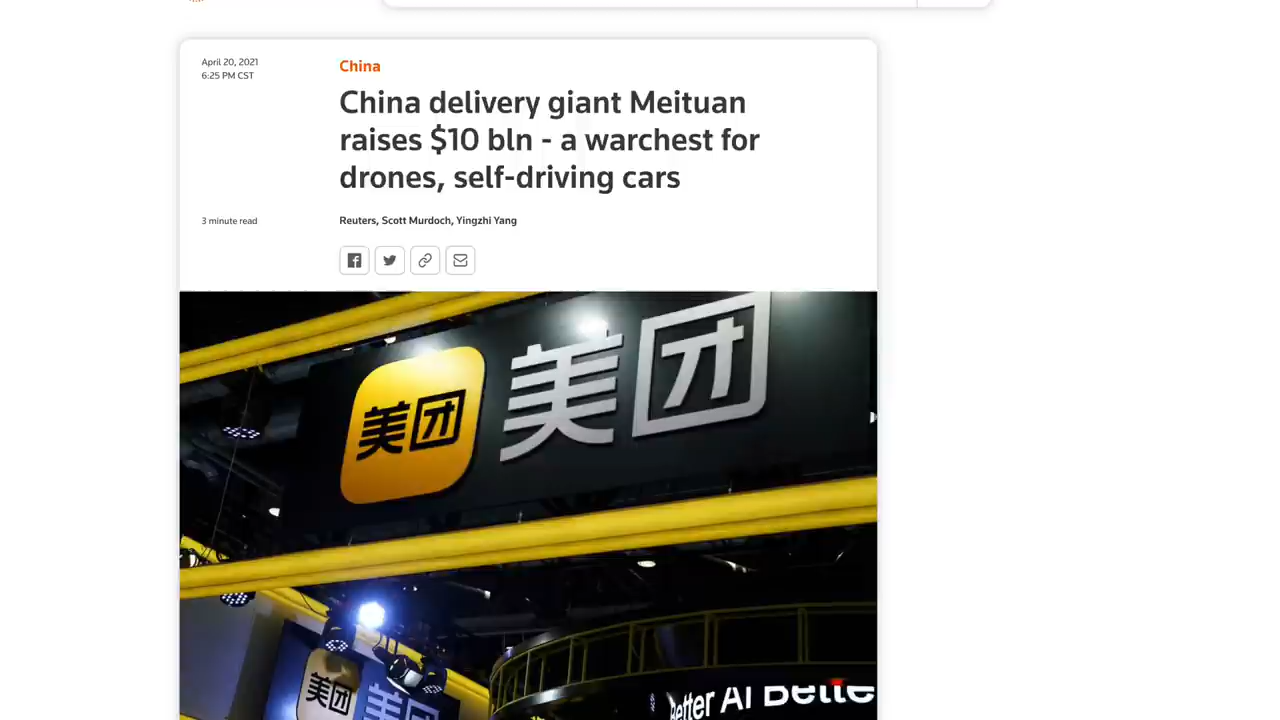 April 20, 2021
6:25 PM CST
China
China delivery giant Meituan
raises $10 bln - a warchest for
drones, self-driving cars
3 minute read
Reuters, Scott Murdoch, Yingzhi Yang
美团
美团
美团
美团
Better AI Bette